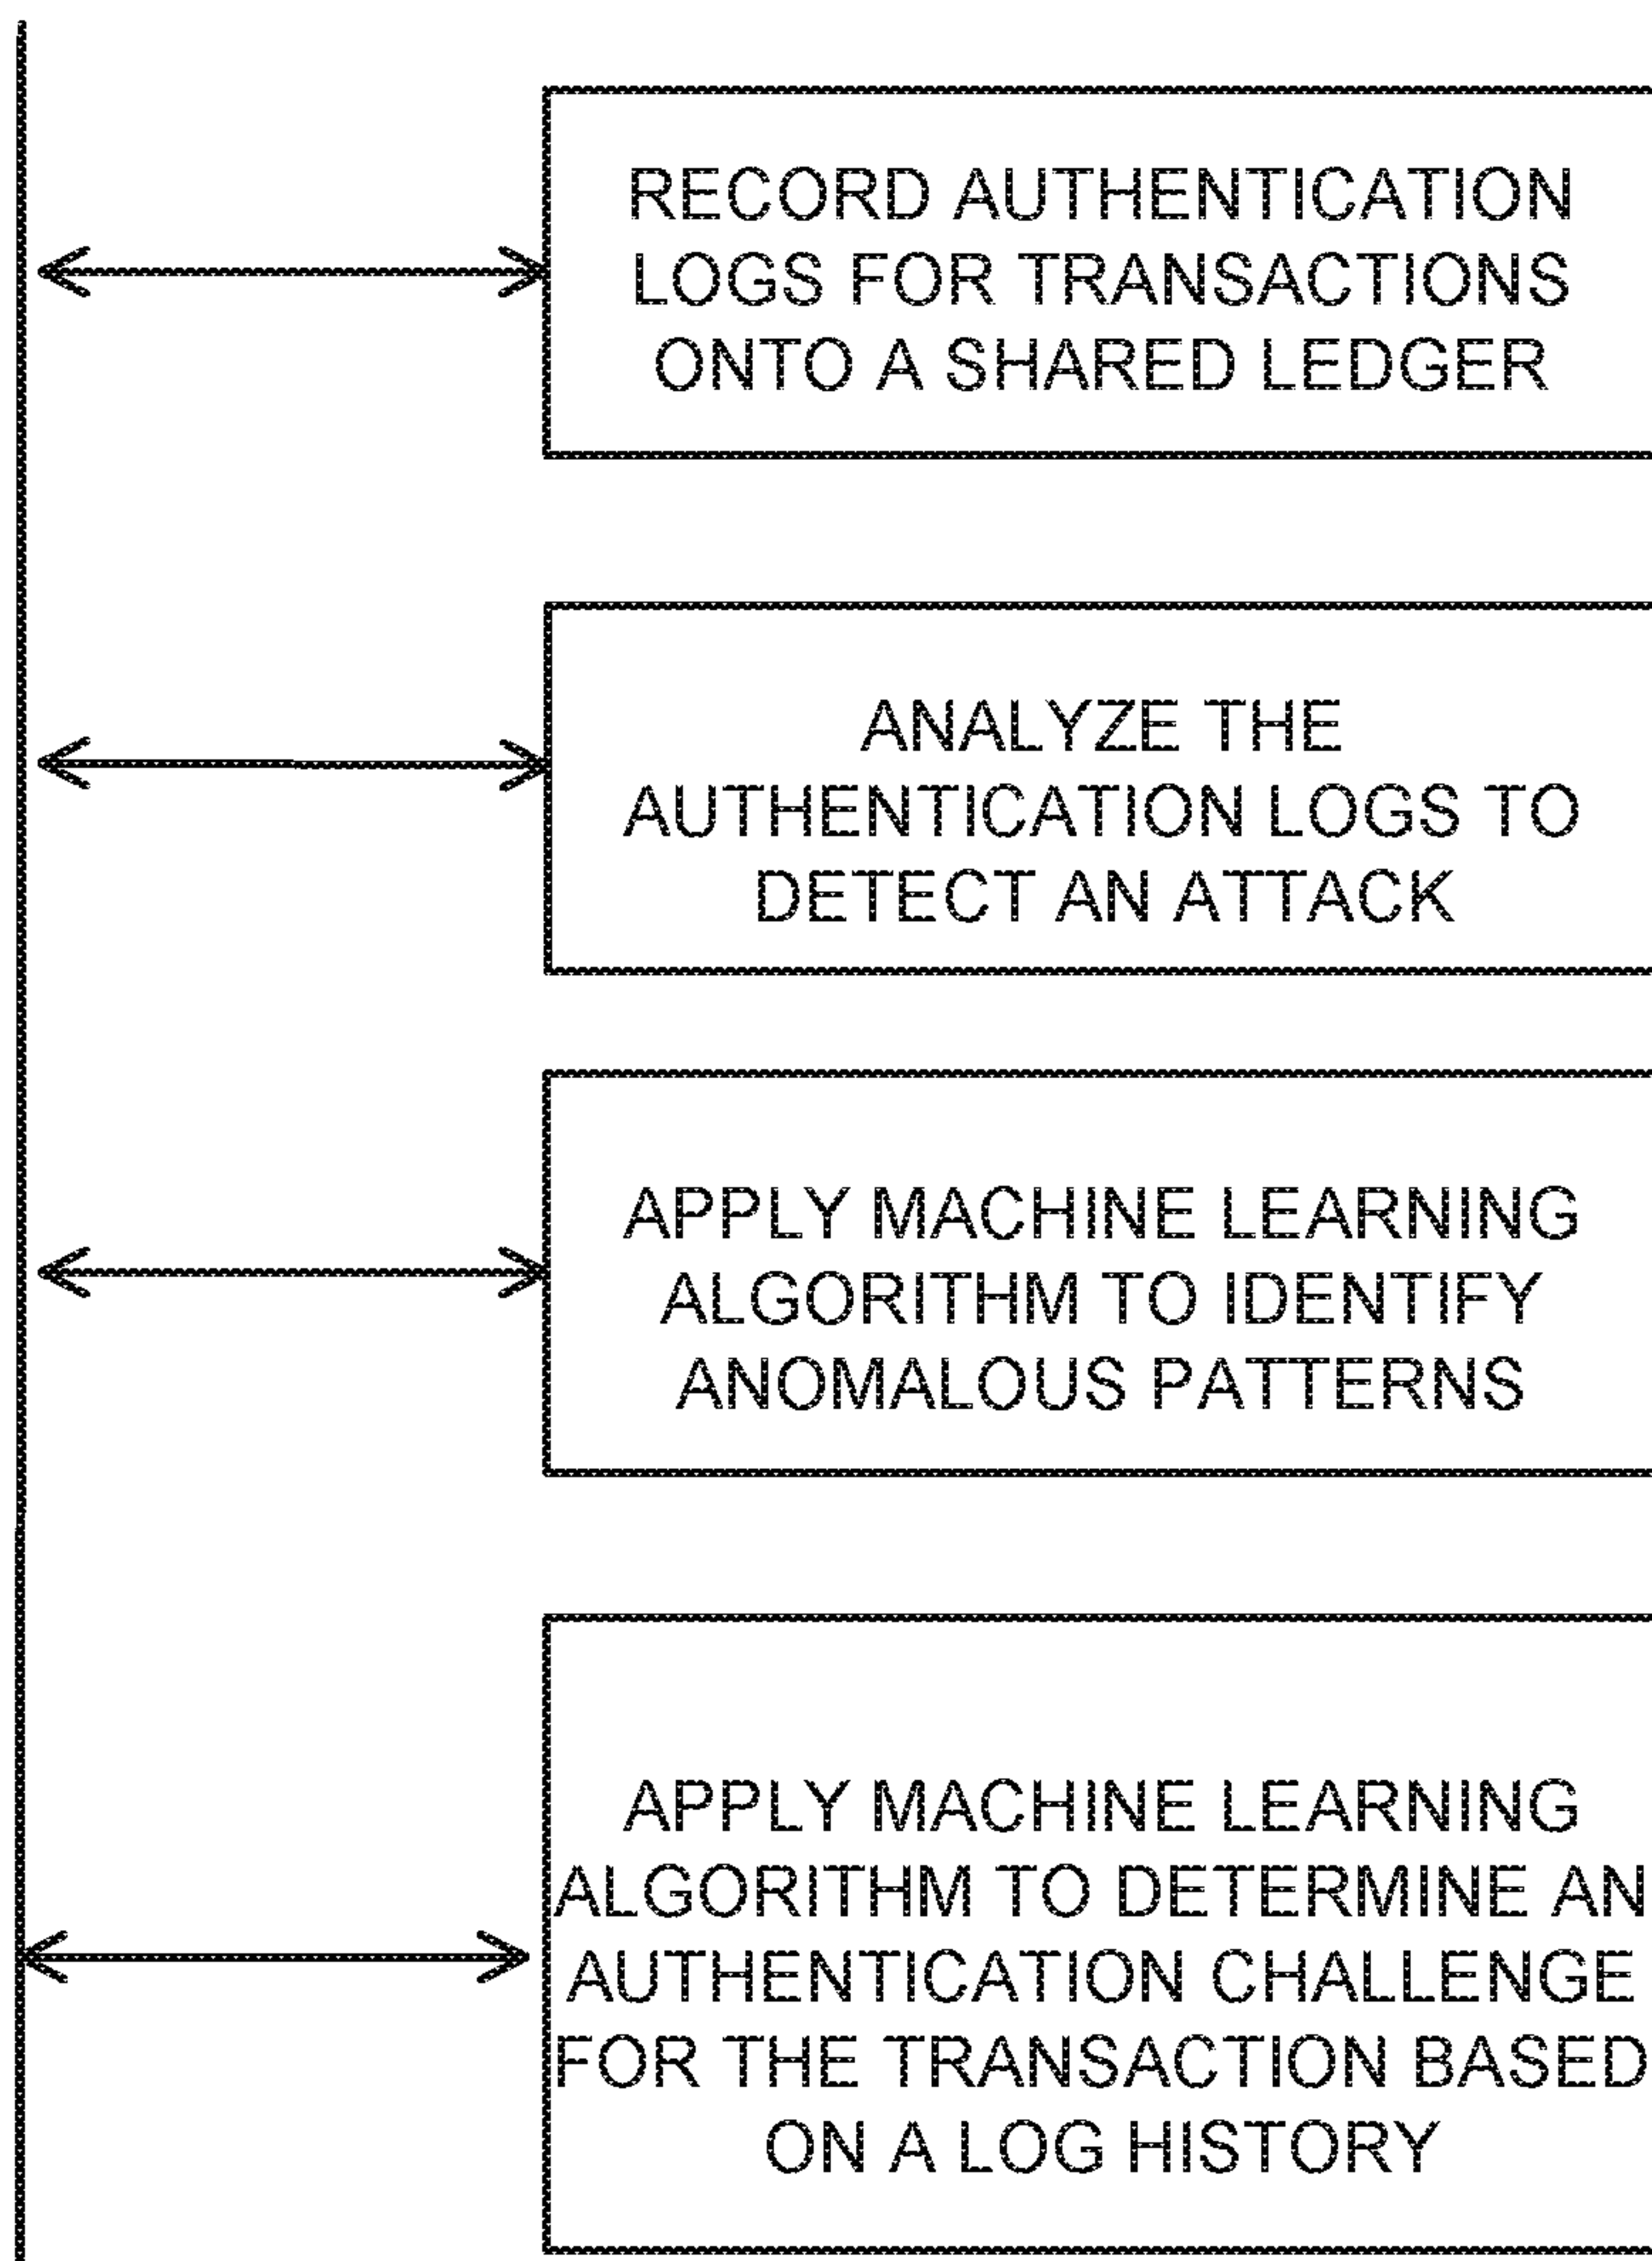 RECORD AUTHENTICATION
LOGS FOR TRANSACTIONS
ONTO A SHARED LEDGER
ANALYZE THE
AUTHENTICATION LOGS TO
DETECT AN ATTACK
APPLY MACHINE LEARNING
ALGORITHM TO IDENTIFY
ANOMALOUS PATTERNS
APPLY MACHINE LEARNING
ALGORITHM TO DETERMINE AN
AUTHENTICATION CHALLENGE
FOR THE TRANSACTION BASED
ON A LOG HISTORY